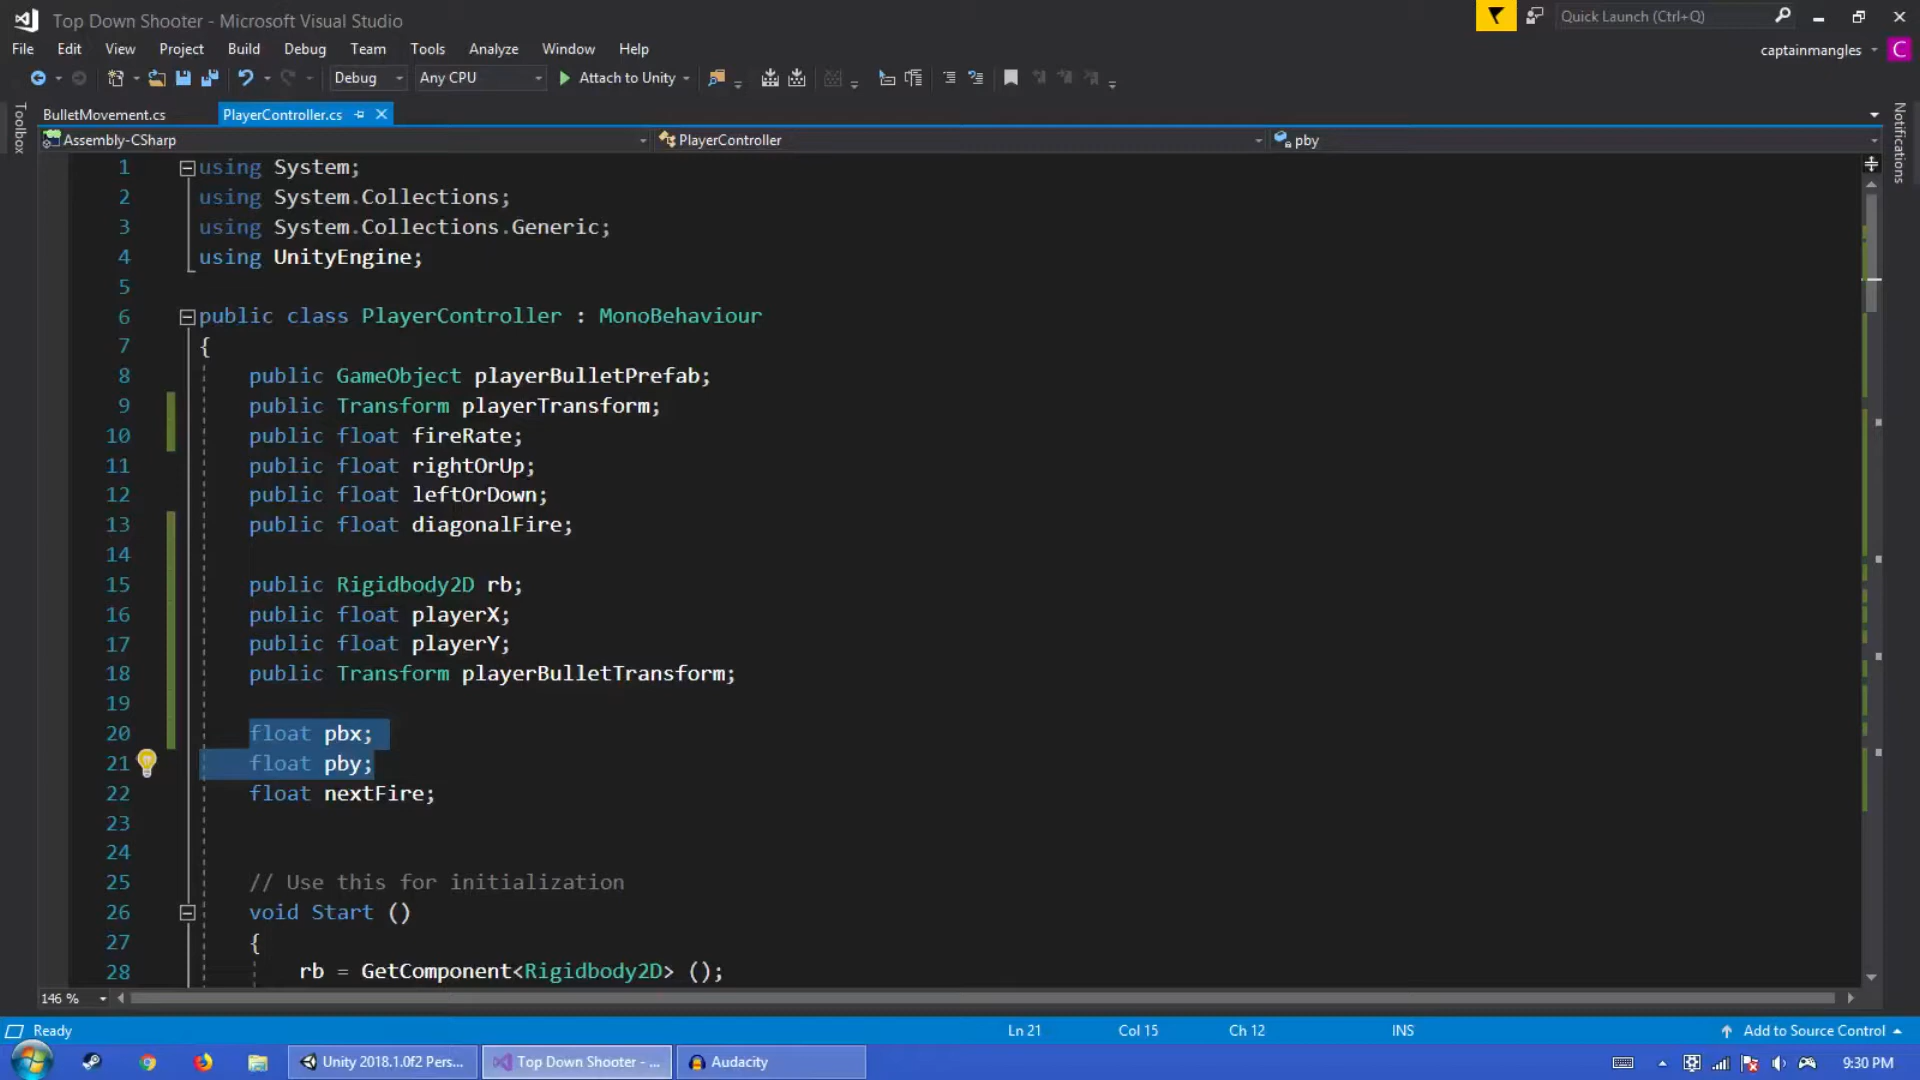 Top Down Shooter - Microsoft Visual Studio
Quick Launch (Ctrl+Q)
File Edit View Project Build Debug Team Tools Analyze Window Help
captainmangles C
Debug Any CPU Attach to Unity
Toolbox
Notifications
BulletMovement.cs PlayerController.cs
Assembly-CSharp PlayerController pby
1 using System;
2 using System.Collections;
3 using System.Collections.Generic;
4 using UnityEngine;
5
6 public class PlayerController : MonoBehaviour
7 {
8 public GameObject playerBulletPrefab;
9 public Transform playerTransform;
10 public float fireRate;
11 public float rightOrUp;
12 public float leftOrDown;
13 public float diagonalFire;
14
15 public Rigidbody2D rb;
16 public float playerX;
17 public float playerY;
18 public Transform playerBulletTransform;
19
20 float pbx;
21 float pby;
22 float nextFire;
23
24
25 // Use this for initialization
26 void Start ()
27 {
28 rb = GetComponent<Rigidbody2D> ();
146 %
Ready Ln 21 Col 15 Ch 12 INS Add to Source Control
Unity 2018.1.0f2 Pers... Top Down Shooter - ... Audacity 9:30 PM